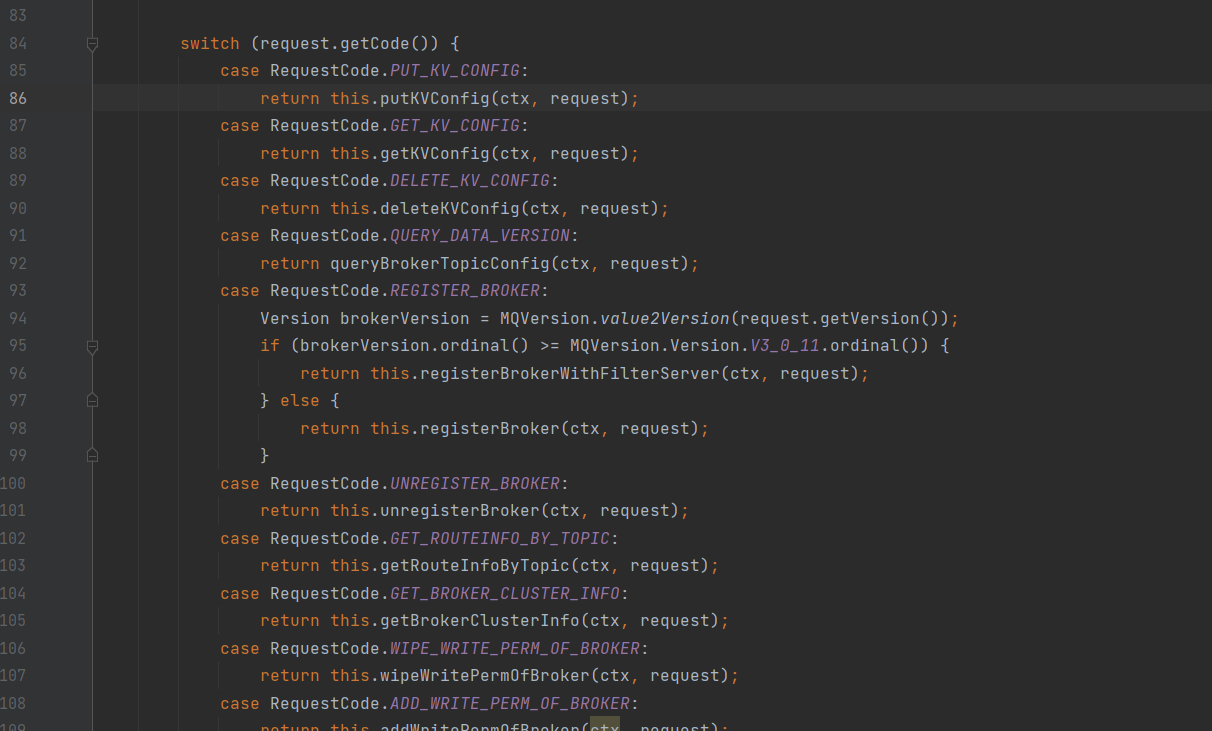 83
84 switch (request.getCode()) {
85 case RequestCode.PUT_KV_CONFIG:
86 return this.putKVConfig(ctx, request);
87 case RequestCode.GET_KV_CONFIG:
88 return this.getKVConfig(ctx, request);
89 case RequestCode.DELETE_KV_CONFIG:
90 return this.deleteKVConfig(ctx, request);
91 case RequestCode.QUERY_DATA_VERSION:
92 return queryBrokerTopicConfig(ctx, request);
93 case RequestCode.REGISTER_BROKER:
94 Version brokerVersion = MQVersion.value2Version(request.getVersion());
95 if (brokerVersion.ordinal() >= MQVersion.Version.V3_0_11.ordinal()) {
96 return this.registerBrokerWithFilterServer(ctx, request);
97 } else {
98 return this.registerBroker(ctx, request);
99 }
100 case RequestCode.UNREGISTER_BROKER:
101 return this.unregisterBroker(ctx, request);
102 case RequestCode.GET_ROUTEINFO_BY_TOPIC:
103 return this.getRouteInfoByTopic(ctx, request);
104 case RequestCode.GET_BROKER_CLUSTER_INFO:
105 return this.getBrokerClusterInfo(ctx, request);
106 case RequestCode.WIPE_WRITE_PERM_OF_BROKER:
107 return this.wipeWritePermOfBroker(ctx, request);
108 case RequestCode.ADD_WRITE_PERM_OF_BROKER:
109 return this.addWritePermOfBroker(ctx, request);